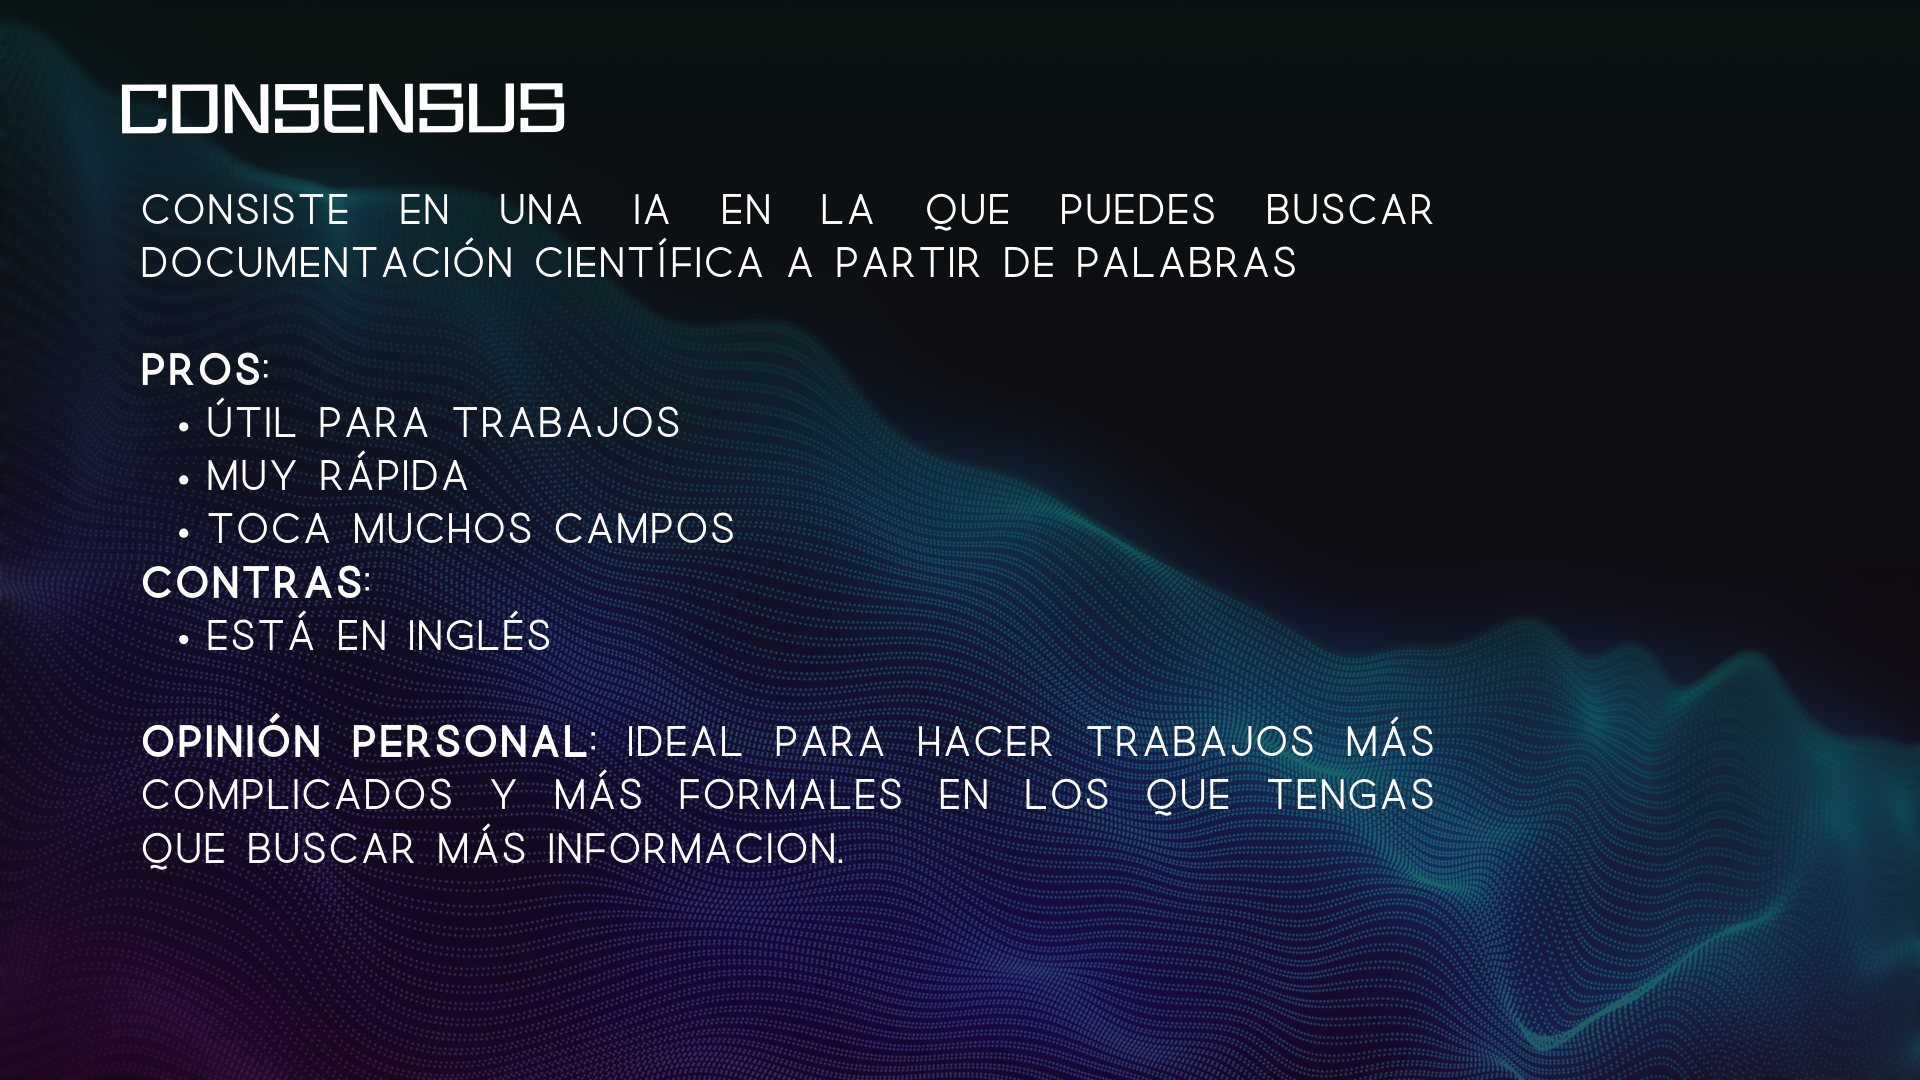 CONSENSUS
CONSISTE EN UNA IA EN LA QUE PUEDES BUSCAR
DOCUMENTACIÓN CIENTÍFICA A PARTIR DE PALABRAS
PROS:
• ÚTIL PARA TRABAJOS
• MUY RÁPIDA
• TOCA MUCHOS CAMPOS
CONTRAS:
• ESTÁ EN INGLÉS
OPINIÓN PERSONAL: IDEAL PARA HACER TRABAJOS MÁS
COMPLICADOS Y MÁS FORMALES EN LOS QUE TENGAS
QUE BUSCAR MÁS INFORMACION.